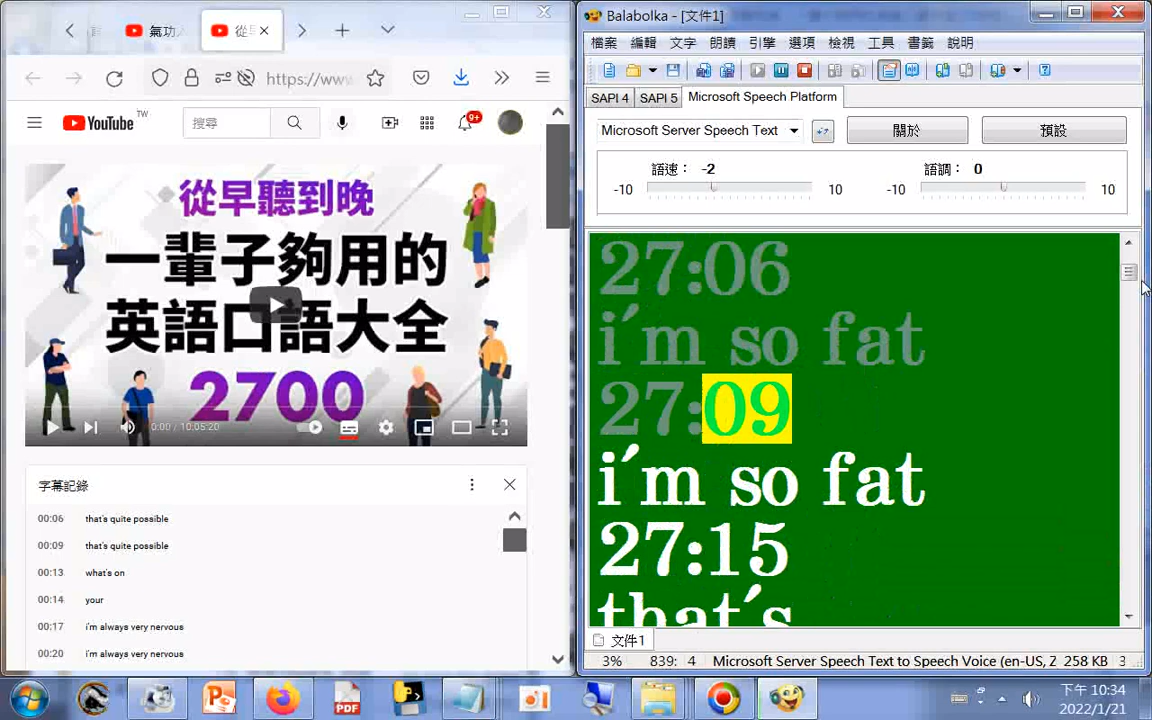 氣功
從
https://www
YouTube TW
搜尋
9+
從早聽到晚
一輩子夠用的
英語口語大全
2700
0:00 / 10:05:20
字幕記錄
00:06 that's quite possible
00:09 that's quite possible
00:13 what's on
00:14 your
00:17 i'm always very nervous
00:20 i'm always very nervous
Balabolka - [文件1]
檔案 編輯 文字 朗讀 引擎 選項 檢視 工具 書籤 說明
SAPI 4 SAPI 5 Microsoft Speech Platform
Microsoft Server Speech Text 關於 預設
語速： -2 語調： 0
-10 10 -10 10
27:06
i'm so fat
27:09
i'm so fat
27:15
that's
文件1
3% 839: 4 Microsoft Server Speech Text to Speech Voice (en-US, Z 258 KB 3
PDF
下午 10:34
2022/1/21